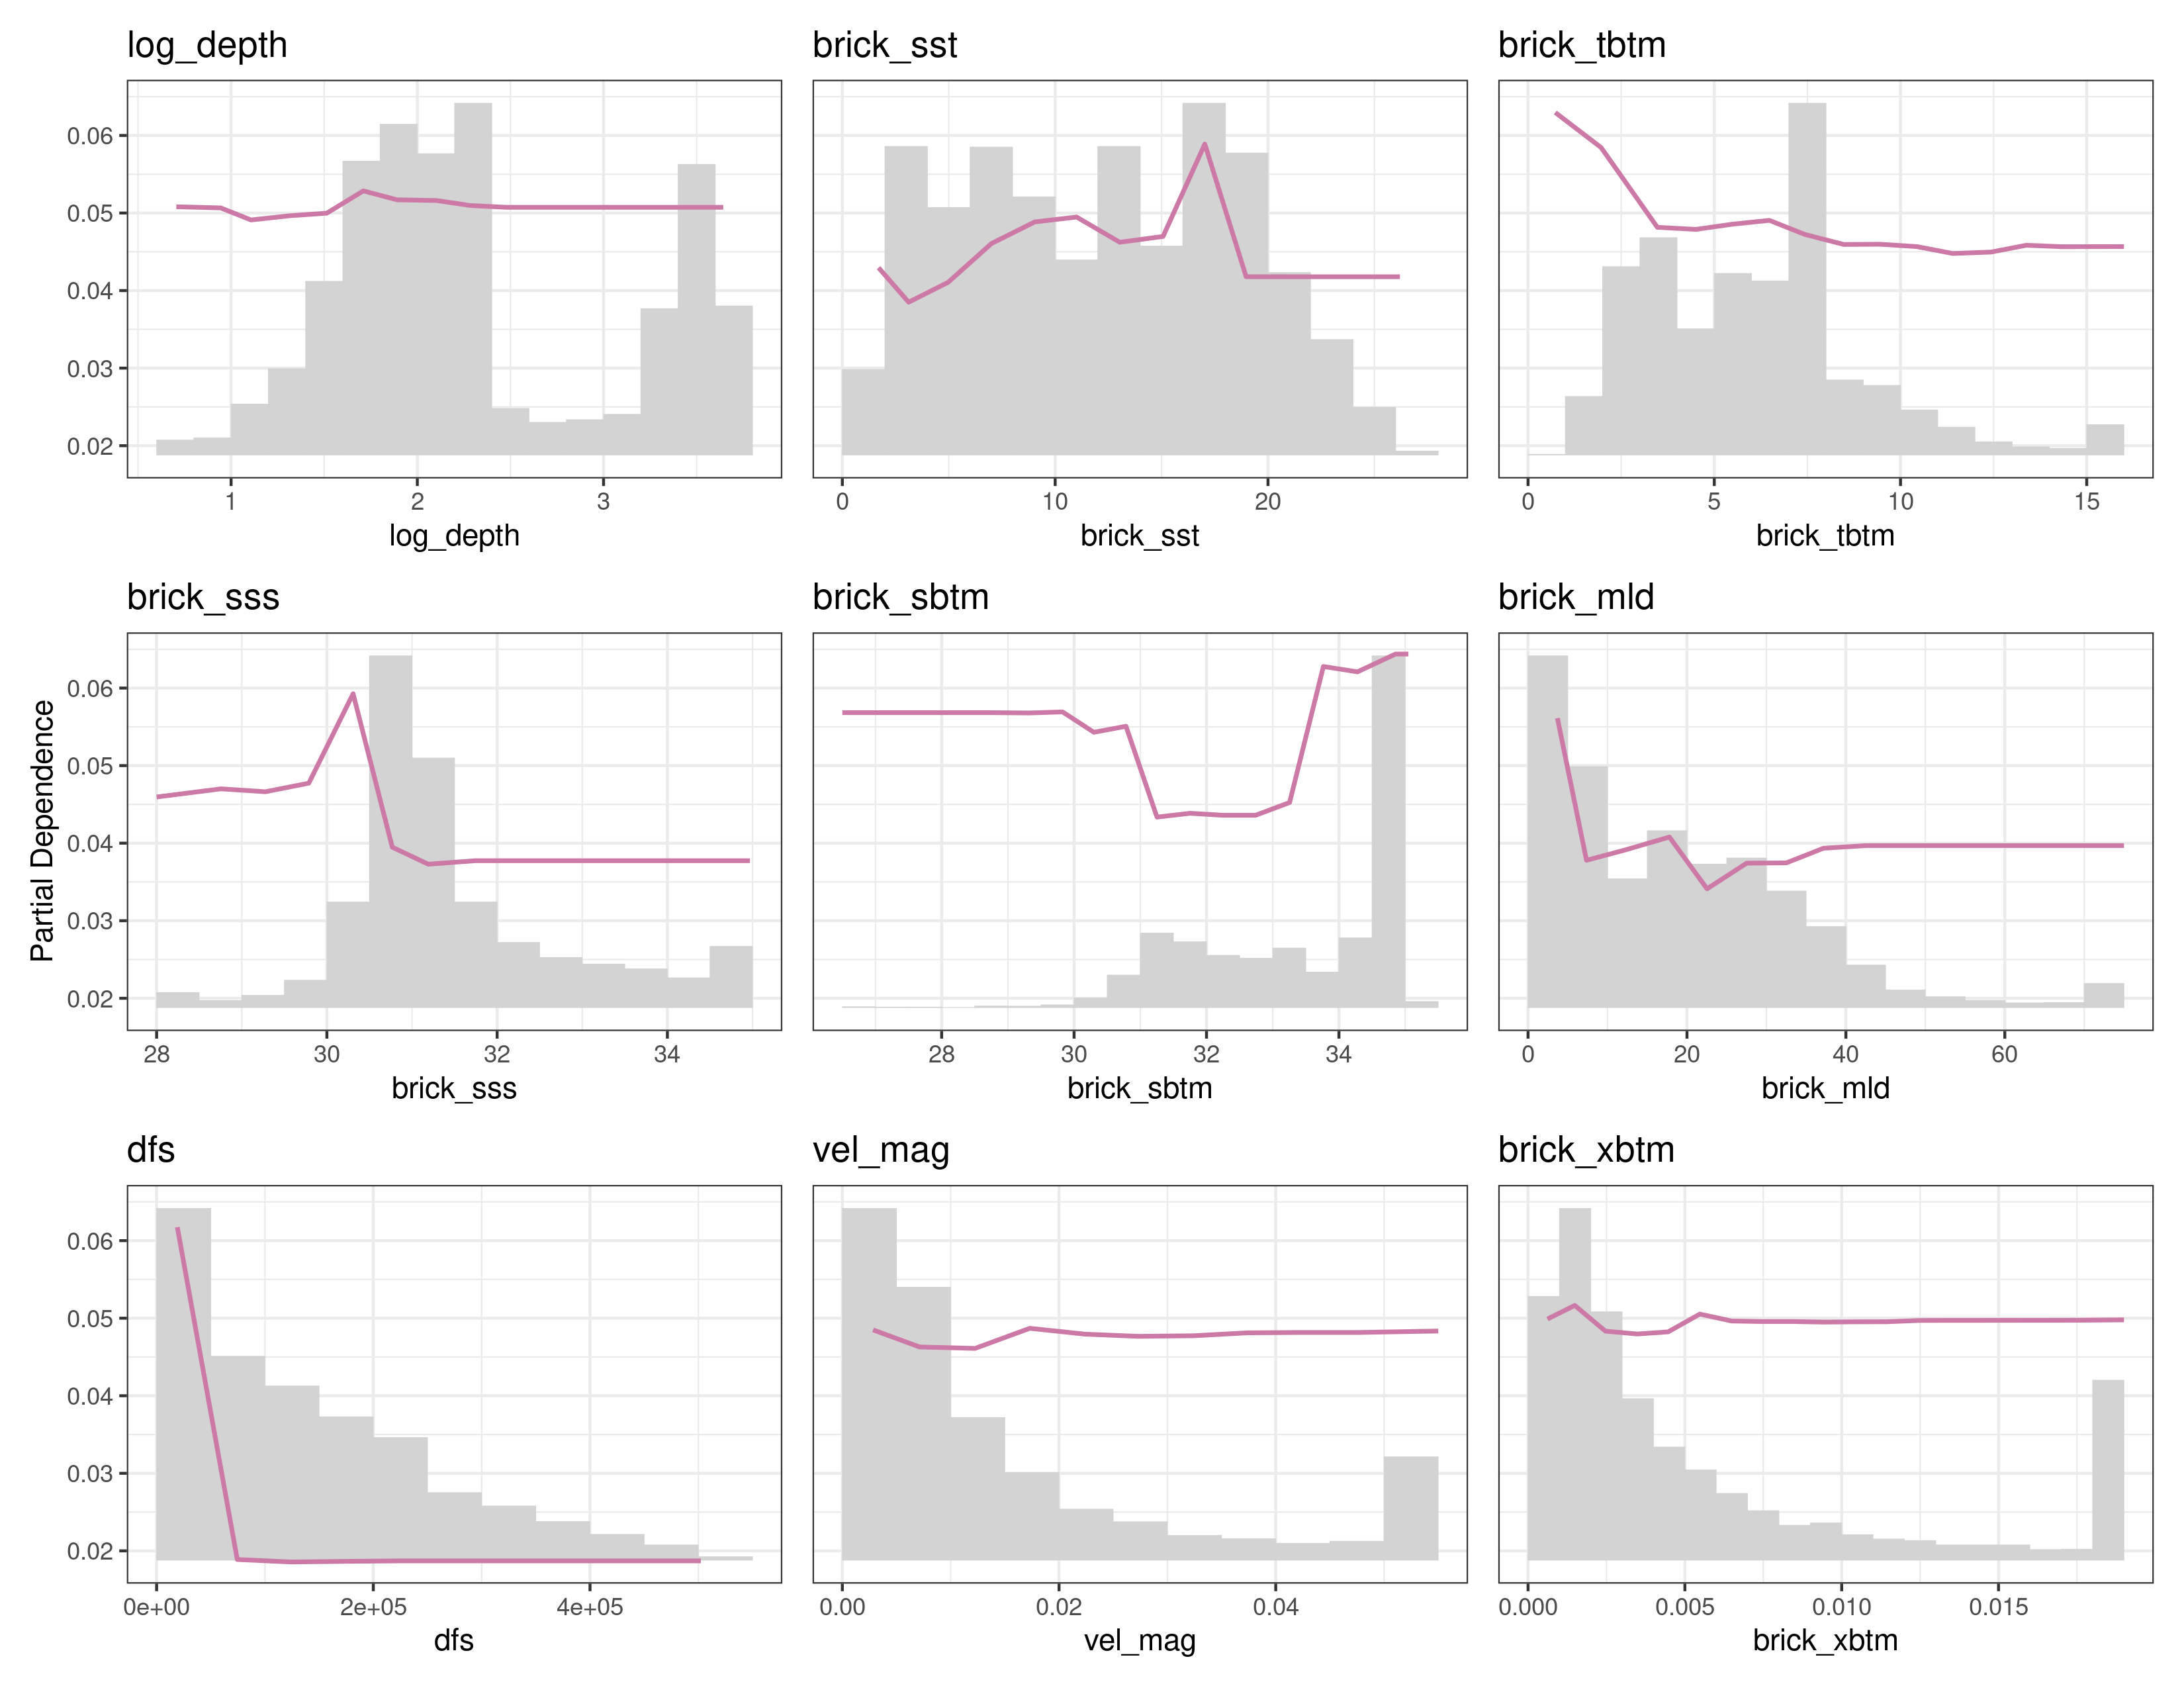 log_depth
brick_sst
brick_tbtm
0.06
0.05
0.04
0.03
0.02
1 2 3
0 10 20
0 5 10 15
log_depth
brick_sst
brick_tbtm
brick_sss
brick_sbtm
brick_mld
Partial Dependence
0.06
0.05
0.04
0.03
0.02
28 30 32 34
28 30 32 34
0 20 40 60
brick_sss
brick_sbtm
brick_mld
dfs
vel_mag
brick_xbtm
0.06
0.05
0.04
0.03
0.02
0e+00 2e+05 4e+05
0.00 0.02 0.04
0.000 0.005 0.010 0.015
dfs
vel_mag
brick_xbtm